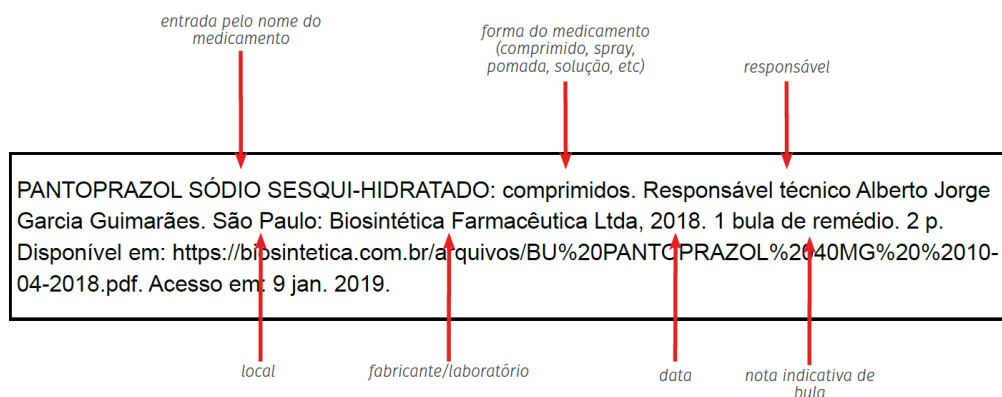 entrada pelo nome do
medicamento
forma do medicamento
(comprimido, spray,
pomada, solução, etc)
responsável
PANTOPRAZOL SÓDIO SESQUI-HIDRATADO: comprimidos. Responsável técnico Alberto Jorge
Garcia Guimarães. São Paulo: Biosintética Farmacêutica Ltda, 2018. 1 bula de remédio. 2 p.
Disponível em: https://biosintetica.com.br/arquivos/BU%20PANTOPRAZOL%2040MG%20%2010-
04-2018.pdf. Acesso em: 9 jan. 2019.
local
fabricante/laboratório
data
nota indicativa de
bula